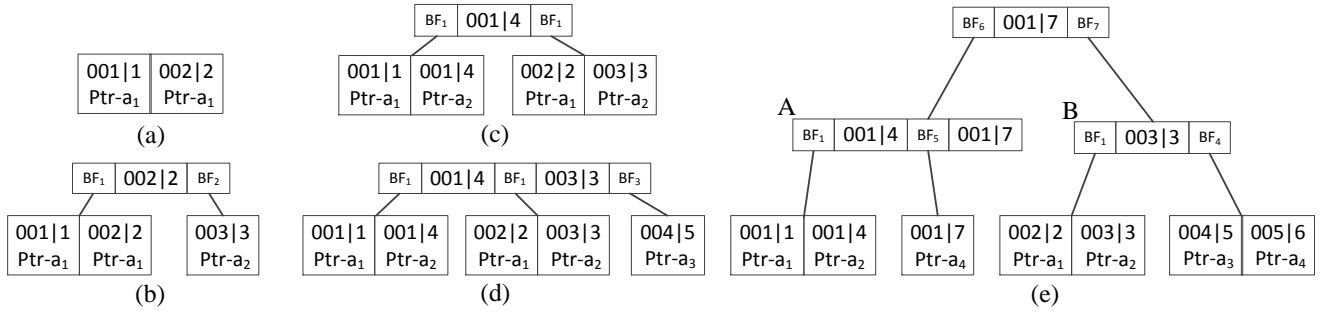 001|1 002|2
Ptr-a₁ Ptr-a₁
(a)
BF₁ 002|2 BF₂
001|1 002|2 003|3
Ptr-a₁ Ptr-a₁ Ptr-a₂
(b)
BF₁ 001|4 BF₁
001|1 001|4 002|2 003|3
Ptr-a₁ Ptr-a₂ Ptr-a₁ Ptr-a₂
(c)
BF₁ 001|4 BF₁ 003|3 BF₃
001|1 001|4 002|2 003|3 004|5
Ptr-a₁ Ptr-a₂ Ptr-a₁ Ptr-a₂ Ptr-a₃
(d)
BF₆ 001|7 BF₇
A B
BF₁ 001|4 BF₅ 001|7 BF₁ 003|3 BF₄
001|1 001|4 001|7 002|2 003|3 004|5 005|6
Ptr-a₁ Ptr-a₂ Ptr-a₄ Ptr-a₁ Ptr-a₂ Ptr-a₃ Ptr-a₄
(e)